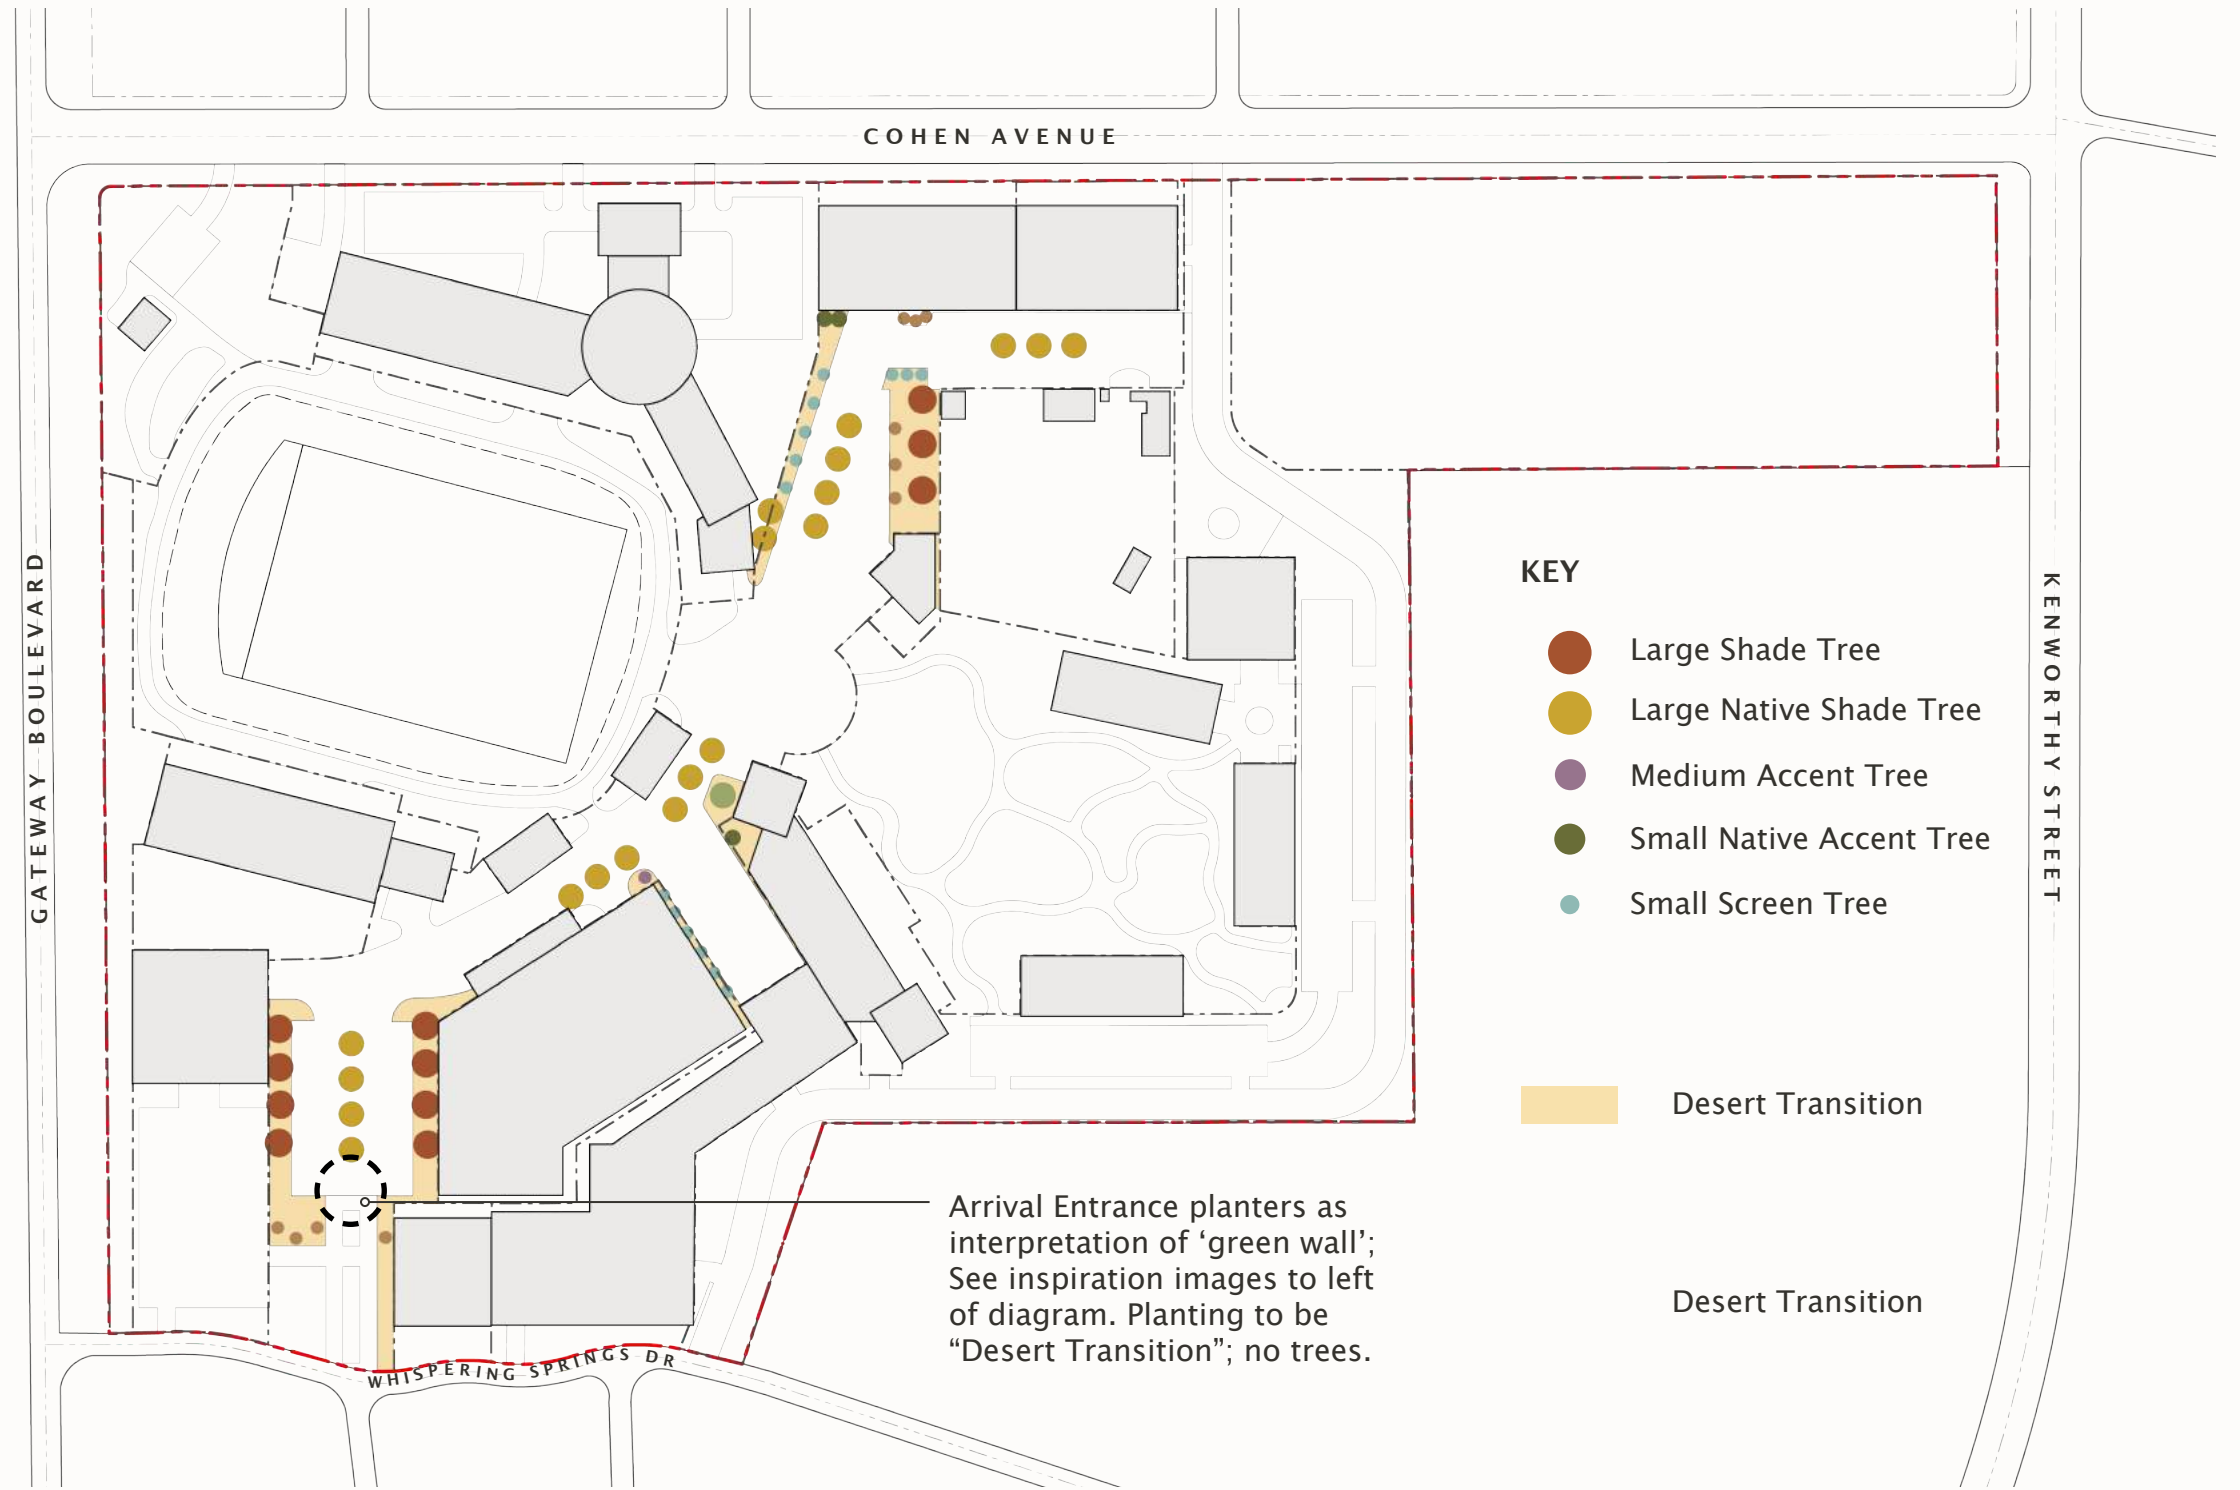 COHEN AVENUE
GATEWAY BOULEVARD
KENWORTHY STREET
KEY
Large Shade Tree
Large Native Shade Tree
Medium Accent Tree
Small Native Accent Tree
Small Screen Tree
Desert Transition
Arrival Entrance planters as
interpretation of ‘green wall’;
See inspiration images to left
of diagram. Planting to be
“Desert Transition”; no trees.
Desert Transition
WHISPERING SPRINGS DR